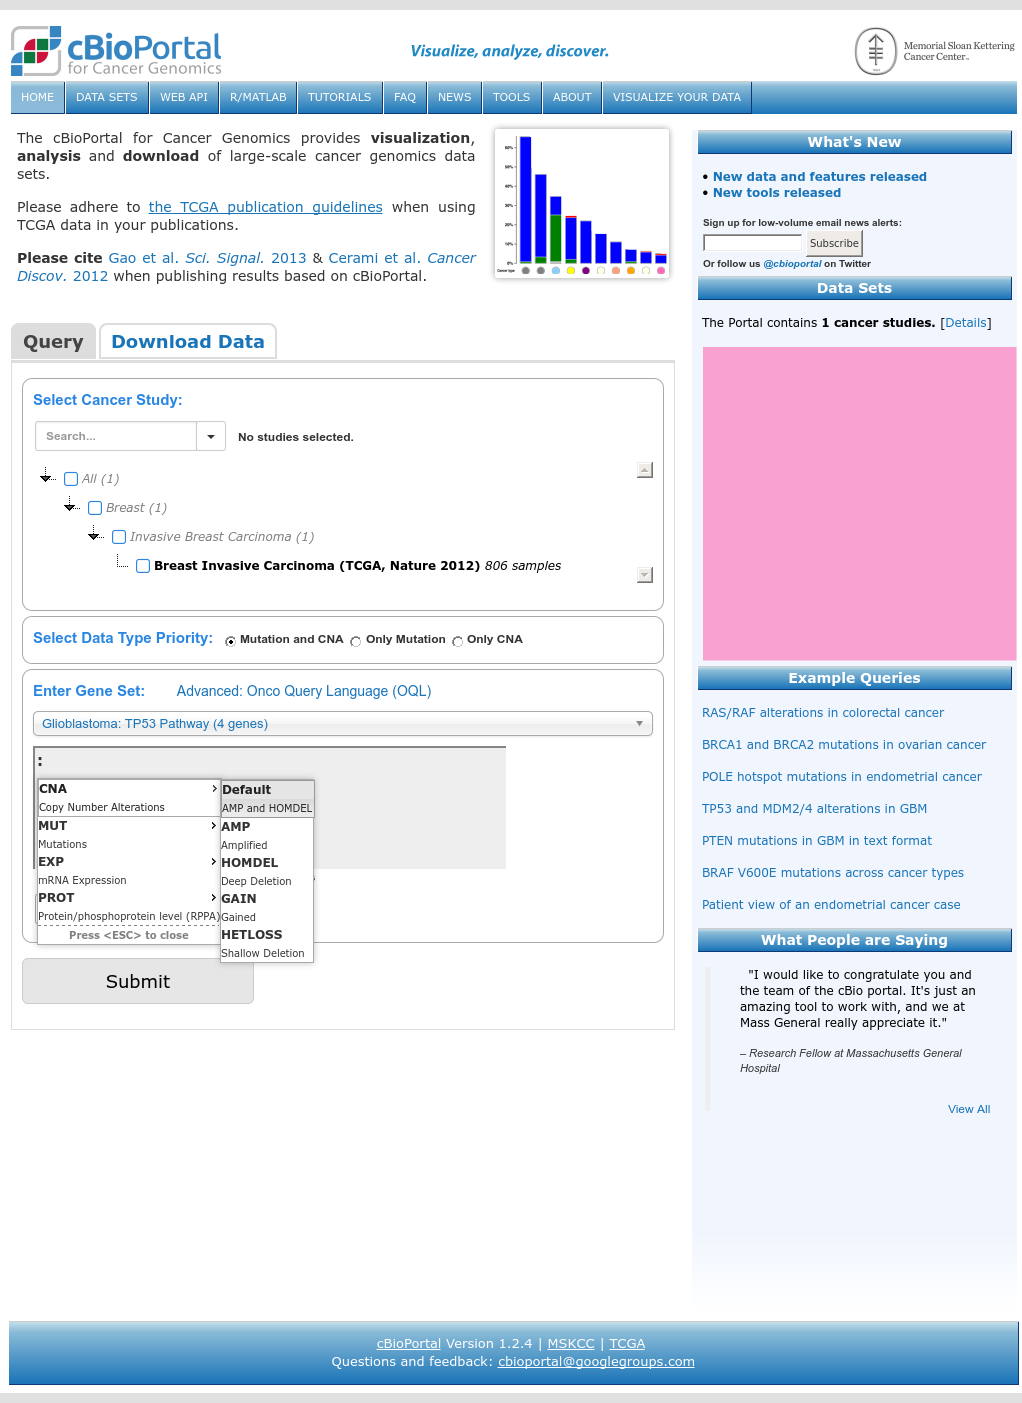 cBioPortal
for Cancer Genomics
Visualize, analyze, discover.
Memorial Sloan Kettering
Cancer Center
HOME DATA SETS WEB API R/MATLAB TUTORIALS FAQ NEWS TOOLS ABOUT VISUALIZE YOUR DATA
The cBioPortal for Cancer Genomics provides visualization,
analysis and download of large-scale cancer genomics data
sets.
Please adhere to the TCGA publication guidelines when using
TCGA data in your publications.
Please cite Gao et al. Sci. Signal. 2013 & Cerami et al. Cancer
Discov. 2012 when publishing results based on cBioPortal.
60%
50%
40%
30%
20%
10%
0%
Cancer type
What's New
• New data and features released
• New tools released
Sign up for low-volume email news alerts:
Subscribe
Or follow us @cbioportal on Twitter
Data Sets
The Portal contains 1 cancer studies. [Details]
Query
Download Data
Select Cancer Study:
Search...
No studies selected.
All (1)
Breast (1)
Invasive Breast Carcinoma (1)
Breast Invasive Carcinoma (TCGA, Nature 2012) 806 samples
Select Data Type Priority: Mutation and CNA Only Mutation Only CNA
Enter Gene Set: Advanced: Onco Query Language (OQL)
Glioblastoma: TP53 Pathway (4 genes)
:
CNA
Copy Number Alterations
MUT
Mutations
EXP
mRNA Expression
PROT
Protein/phosphoprotein level (RPPA)
Press <ESC> to close
Default
AMP and HOMDEL
AMP
Amplified
HOMDEL
Deep Deletion
GAIN
Gained
HETLOSS
Shallow Deletion
Submit
Example Queries
RAS/RAF alterations in colorectal cancer
BRCA1 and BRCA2 mutations in ovarian cancer
POLE hotspot mutations in endometrial cancer
TP53 and MDM2/4 alterations in GBM
PTEN mutations in GBM in text format
BRAF V600E mutations across cancer types
Patient view of an endometrial cancer case
What People are Saying
"I would like to congratulate you and
the team of the cBio portal. It's just an
amazing tool to work with, and we at
Mass General really appreciate it."
– Research Fellow at Massachusetts General
Hospital
View All
cBioPortal Version 1.2.4 | MSKCC | TCGA
Questions and feedback: cbioportal@googlegroups.com